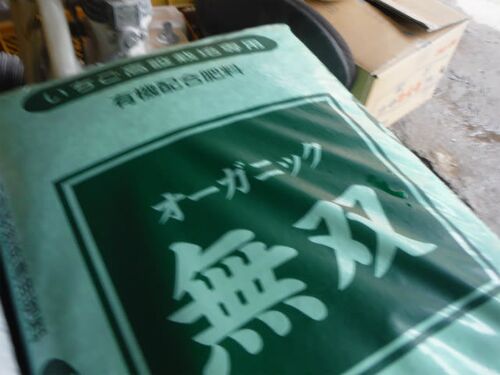 いちご高設栽培専用
有機配合肥料
オーガニック
無双